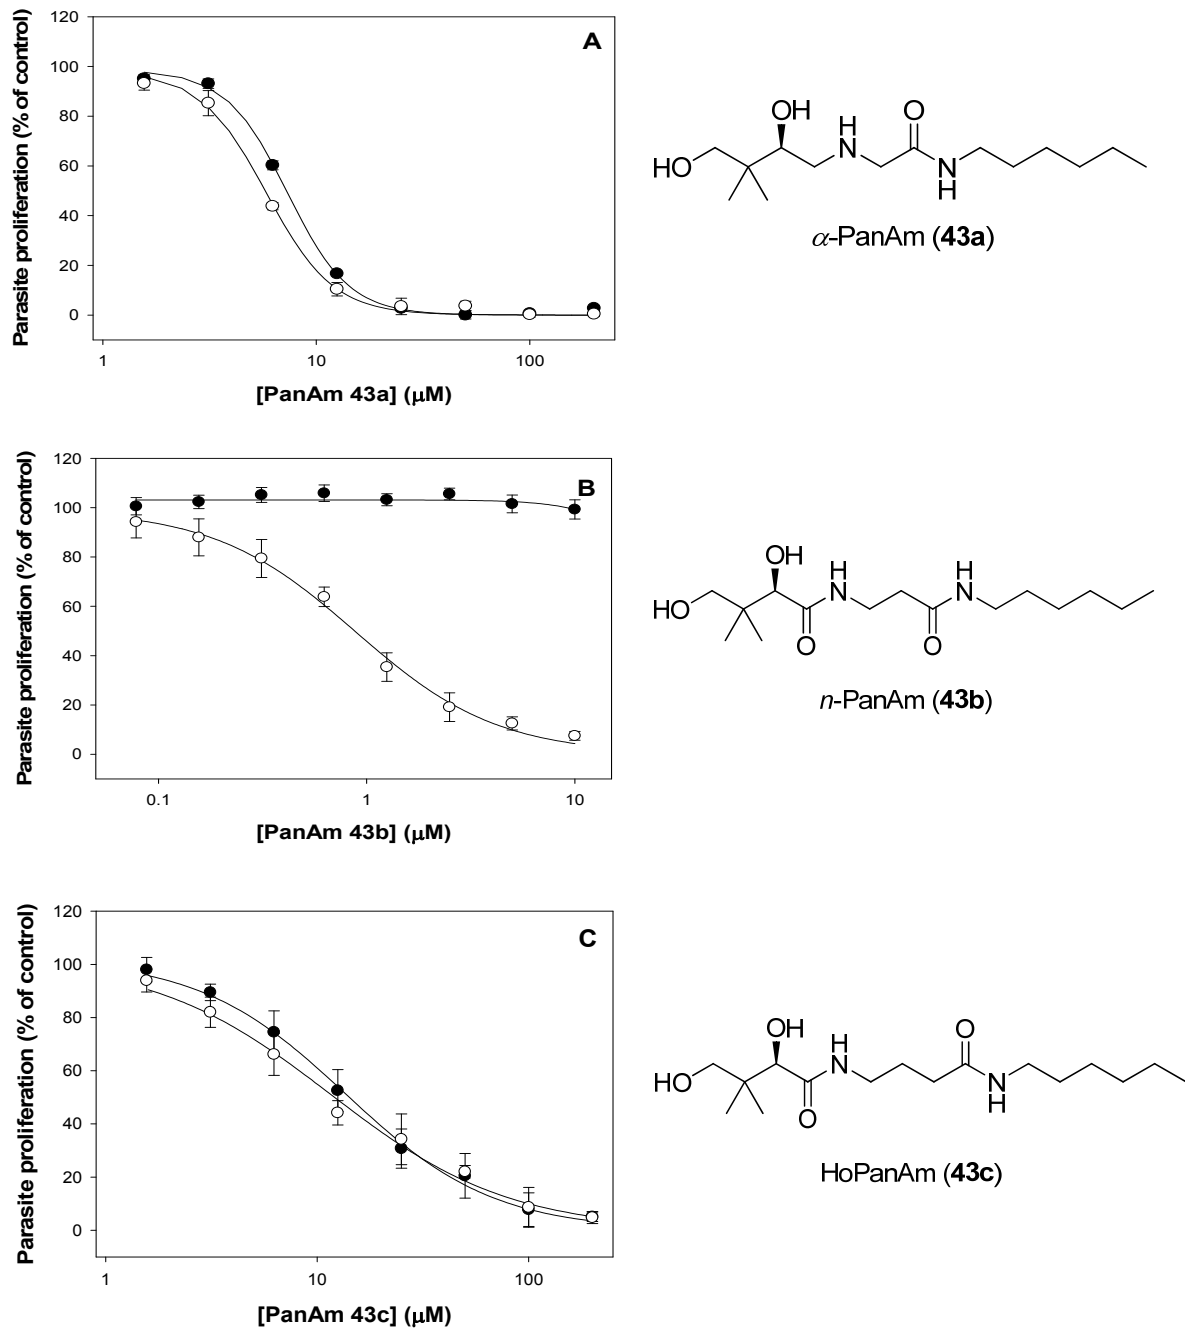 120
100
80
60
40
20
0
A
1
10
100
Parasite proliferation (% of control)
[PanAm 43a] (μM)
OH
H
N
O
HO
N
H
α-PanAm (43a)
120
100
80
60
40
20
0
B
0.1
1
10
Parasite proliferation (% of control)
[PanAm 43b] (μM)
OH
H
N
H
N
HO
O
O
n-PanAm (43b)
120
100
80
60
40
20
0
C
1
10
100
Parasite proliferation (% of control)
[PanAm 43c] (μM)
OH
H
N
O
HO
O
N
H
HoPanAm (43c)